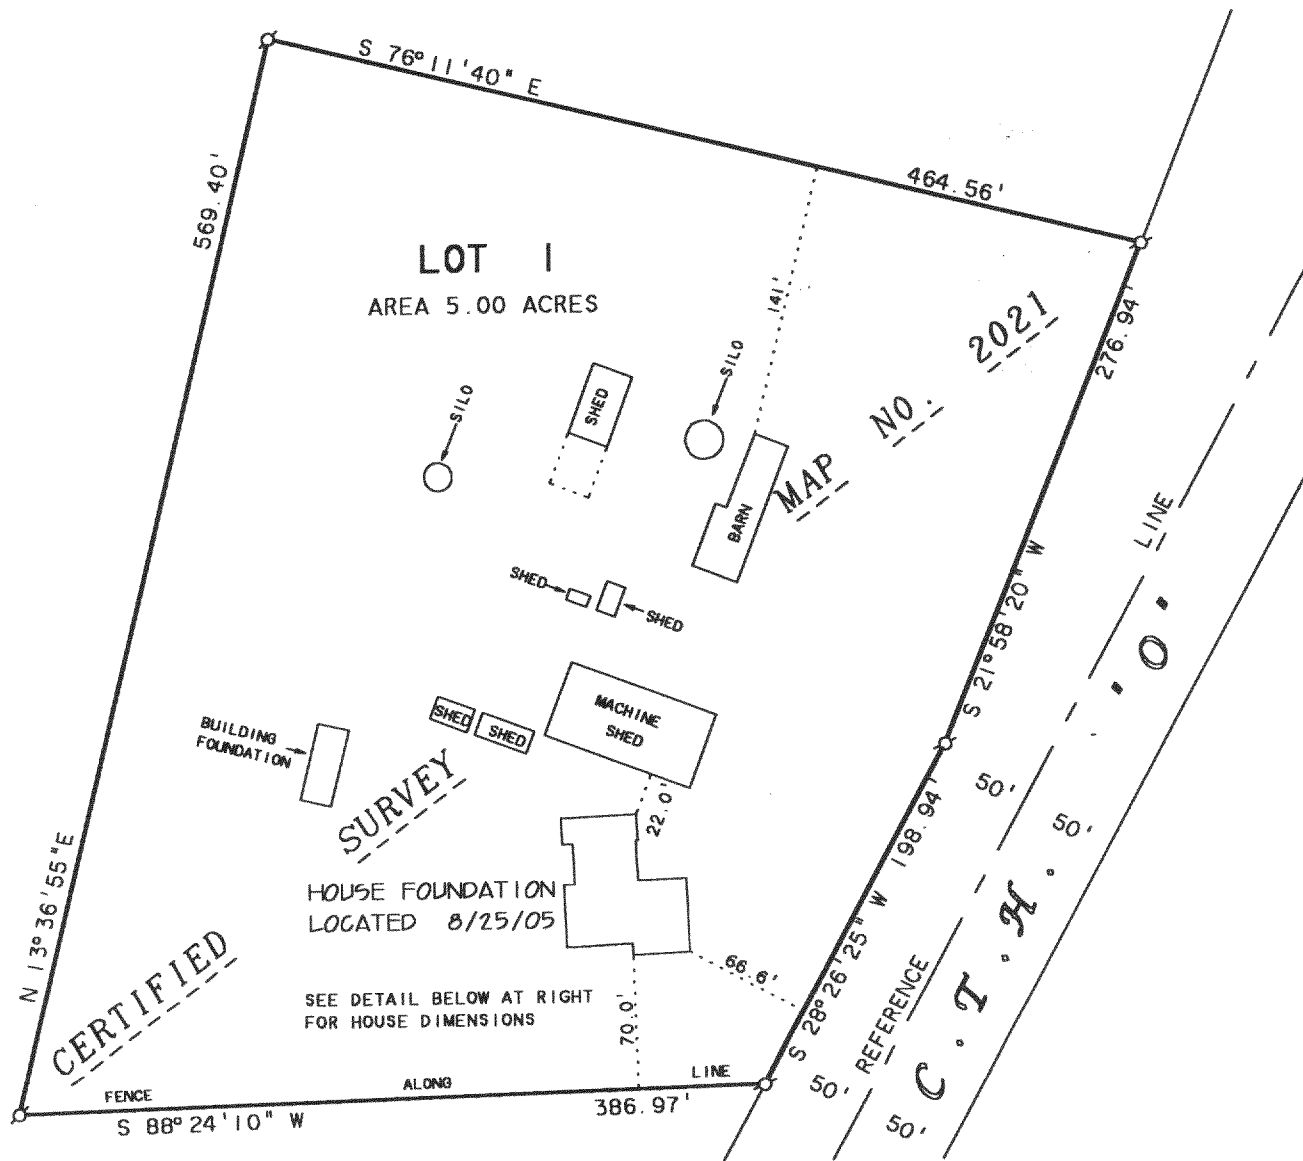 S 76° 11' 40" E
464.56'
569.40'
LOT 1
AREA 5.00 ACRES
141'
276.94'
SILO
SILO
SHED
BARN
CERTIFIED SURVEY MAP NO. 2021
SHED
SHED
LINE
S 21° 58' 20" W
MACHINE
SHED
SHED
SHED
BUILDING
FOUNDATION
22.0'
50'
50'
198.94'
HOUSE FOUNDATION
LOCATED 8/25/05
N 13° 36' 55" E
S 28° 26' 25" W
66.6'
REFERENCE
C.T.H. "O"
SEE DETAIL BELOW AT RIGHT
FOR HOUSE DIMENSIONS
70.0'
FENCE ALONG LINE
S 88° 24' 10" W
386.97'
50'
50'